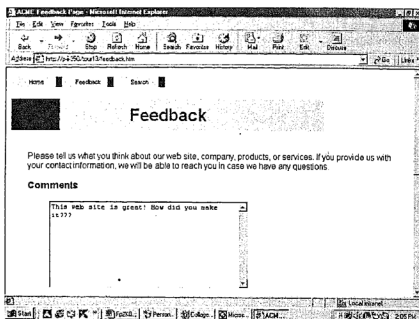 ACME Feedback Page - Microsoft Internet Explorer
File Edit View Favorites Tools Help
Back Forward Stop Refresh Home Search Favorites History Mail Print Edit Discuss
Address Go Links
Home Feedback Search
Feedback
Please tell us what you think about our web site, company, products, or services. If you provide us with
your contact information, we will be able to reach you in case we have any questions.
Comments
This web site is great! How did you make
it???
Local intranet
Start 2:05 PM